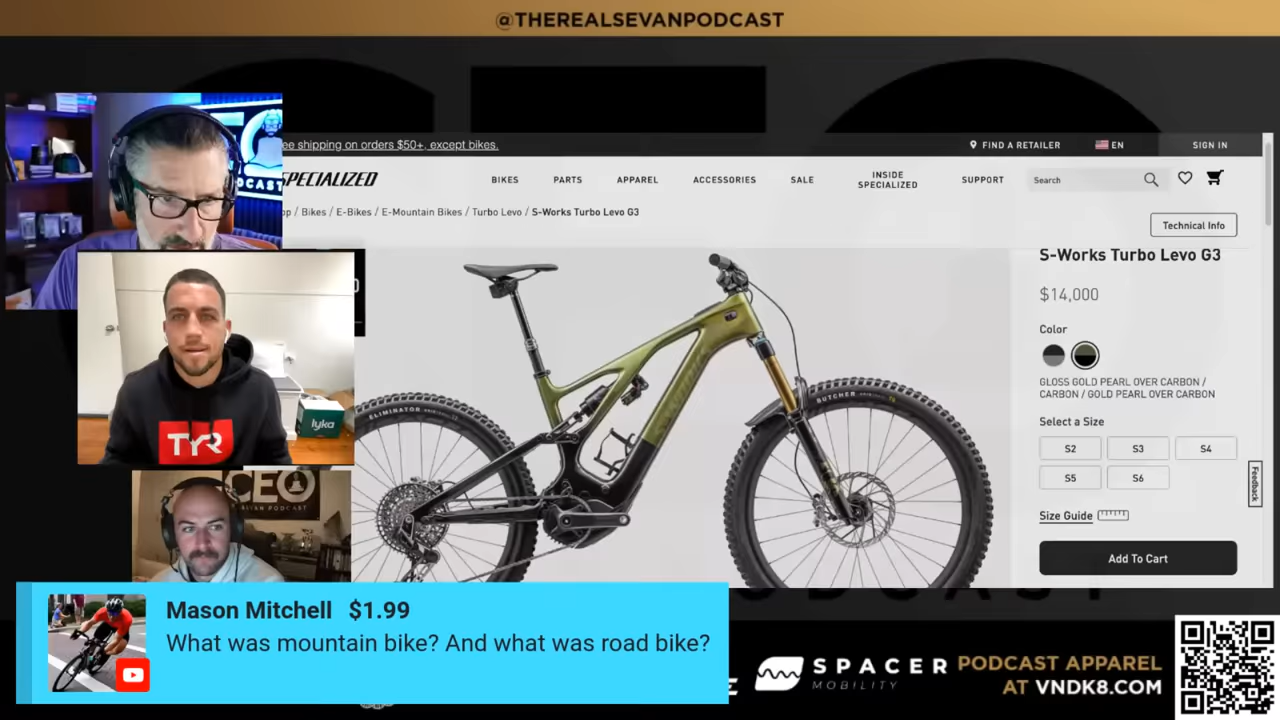 @THEREALSEVANPODCAST
ee shipping on orders $50+, except bikes.
FIND A RETAILER
EN
SIGN IN
SPECIALIZED
BIKES
PARTS
APPAREL
ACCESSORIES
SALE
INSIDE
SPECIALIZED
SUPPORT
Search
op / Bikes / E-Bikes / E-Mountain Bikes / Turbo Levo / S-Works Turbo Levo G3
Technical Info
S-Works Turbo Levo G3
$14,000
Color
GLOSS GOLD PEARL OVER CARBON /
CARBON / GOLD PEARL OVER CARBON
Select a Size
S2 S3 S4
S5 S6
Size Guide
Add To Cart
Feedback
ELIMINATOR
BUTCHER
TYR
lyka
CEO
Mason Mitchell $1.99
What was mountain bike? And what was road bike?
SPACER
MOBILITY
PODCAST APPAREL
AT VNDK8.COM